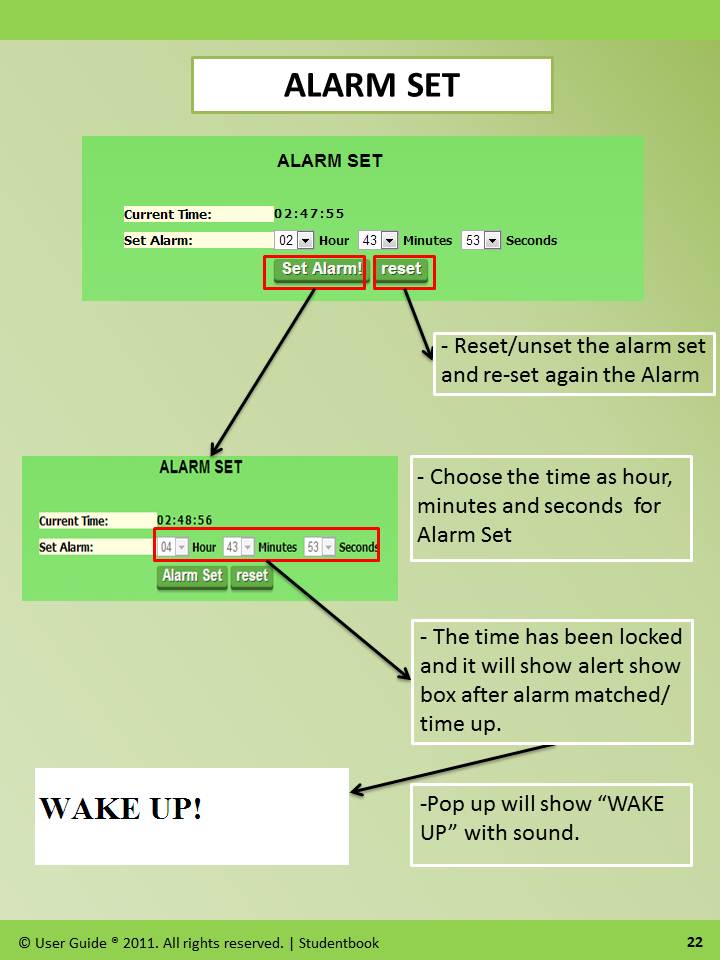 ALARM SET
ALARM SET
Current Time: 02:47:55
Set Alarm: 02 Hour 43 Minutes 53 Seconds
Set Alarm! reset
- Reset/unset the alarm set
and re-set again the Alarm
ALARM SET
Current Time: 02:48:56
Set Alarm: 04 Hour 43 Minutes 53 Seconds
Alarm Set reset
- Choose the time as hour,
minutes and seconds for
Alarm Set
- The time has been locked
and it will show alert show
box after alarm matched/
time up.
WAKE UP!
-Pop up will show “WAKE
UP” with sound.
© User Guide ® 2011. All rights reserved. | Studentbook
22